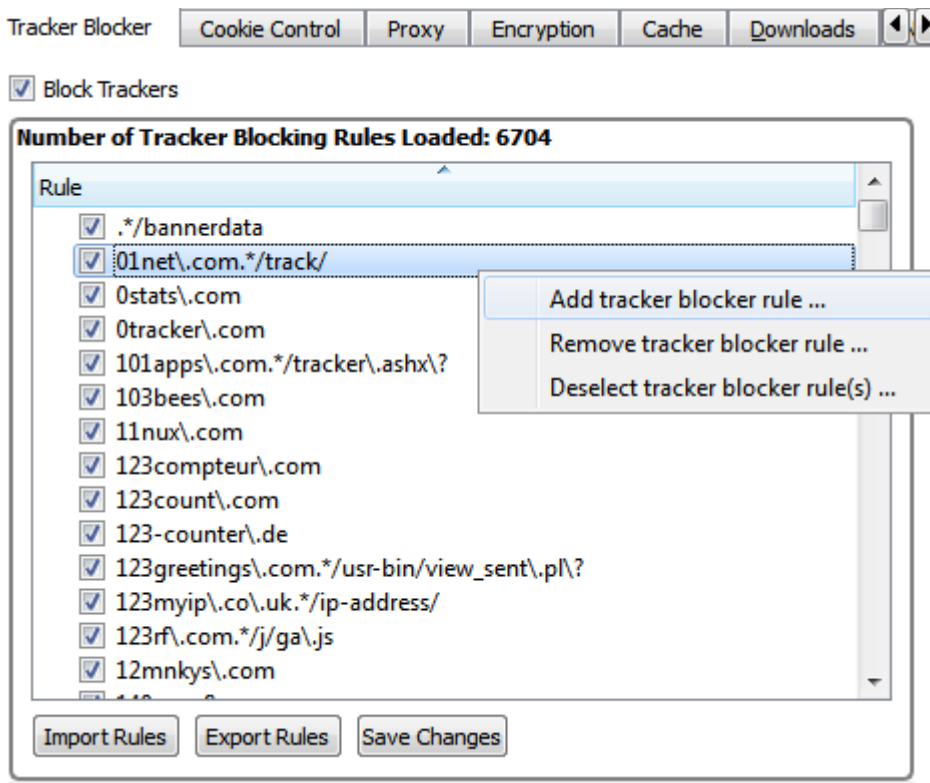 Tracker Blocker Cookie Control Proxy Encryption Cache Downloads
Block Trackers
Number of Tracker Blocking Rules Loaded: 6704
Rule
.*/bannerdata
01net\.com.*/track/
0stats\.com
0tracker\.com
101apps\.com.*/tracker\.ashx\?
103bees\.com
11nux\.com
123compteur\.com
123count\.com
123-counter\.de
123greetings\.com.*/usr-bin/view_sent\.pl\?
123myip\.co\.uk.*/ip-address/
123rf\.com.*/j/ga\.js
12mnkys\.com
Add tracker blocker rule ...
Remove tracker blocker rule ...
Deselect tracker blocker rule(s) ...
Import Rules Export Rules Save Changes